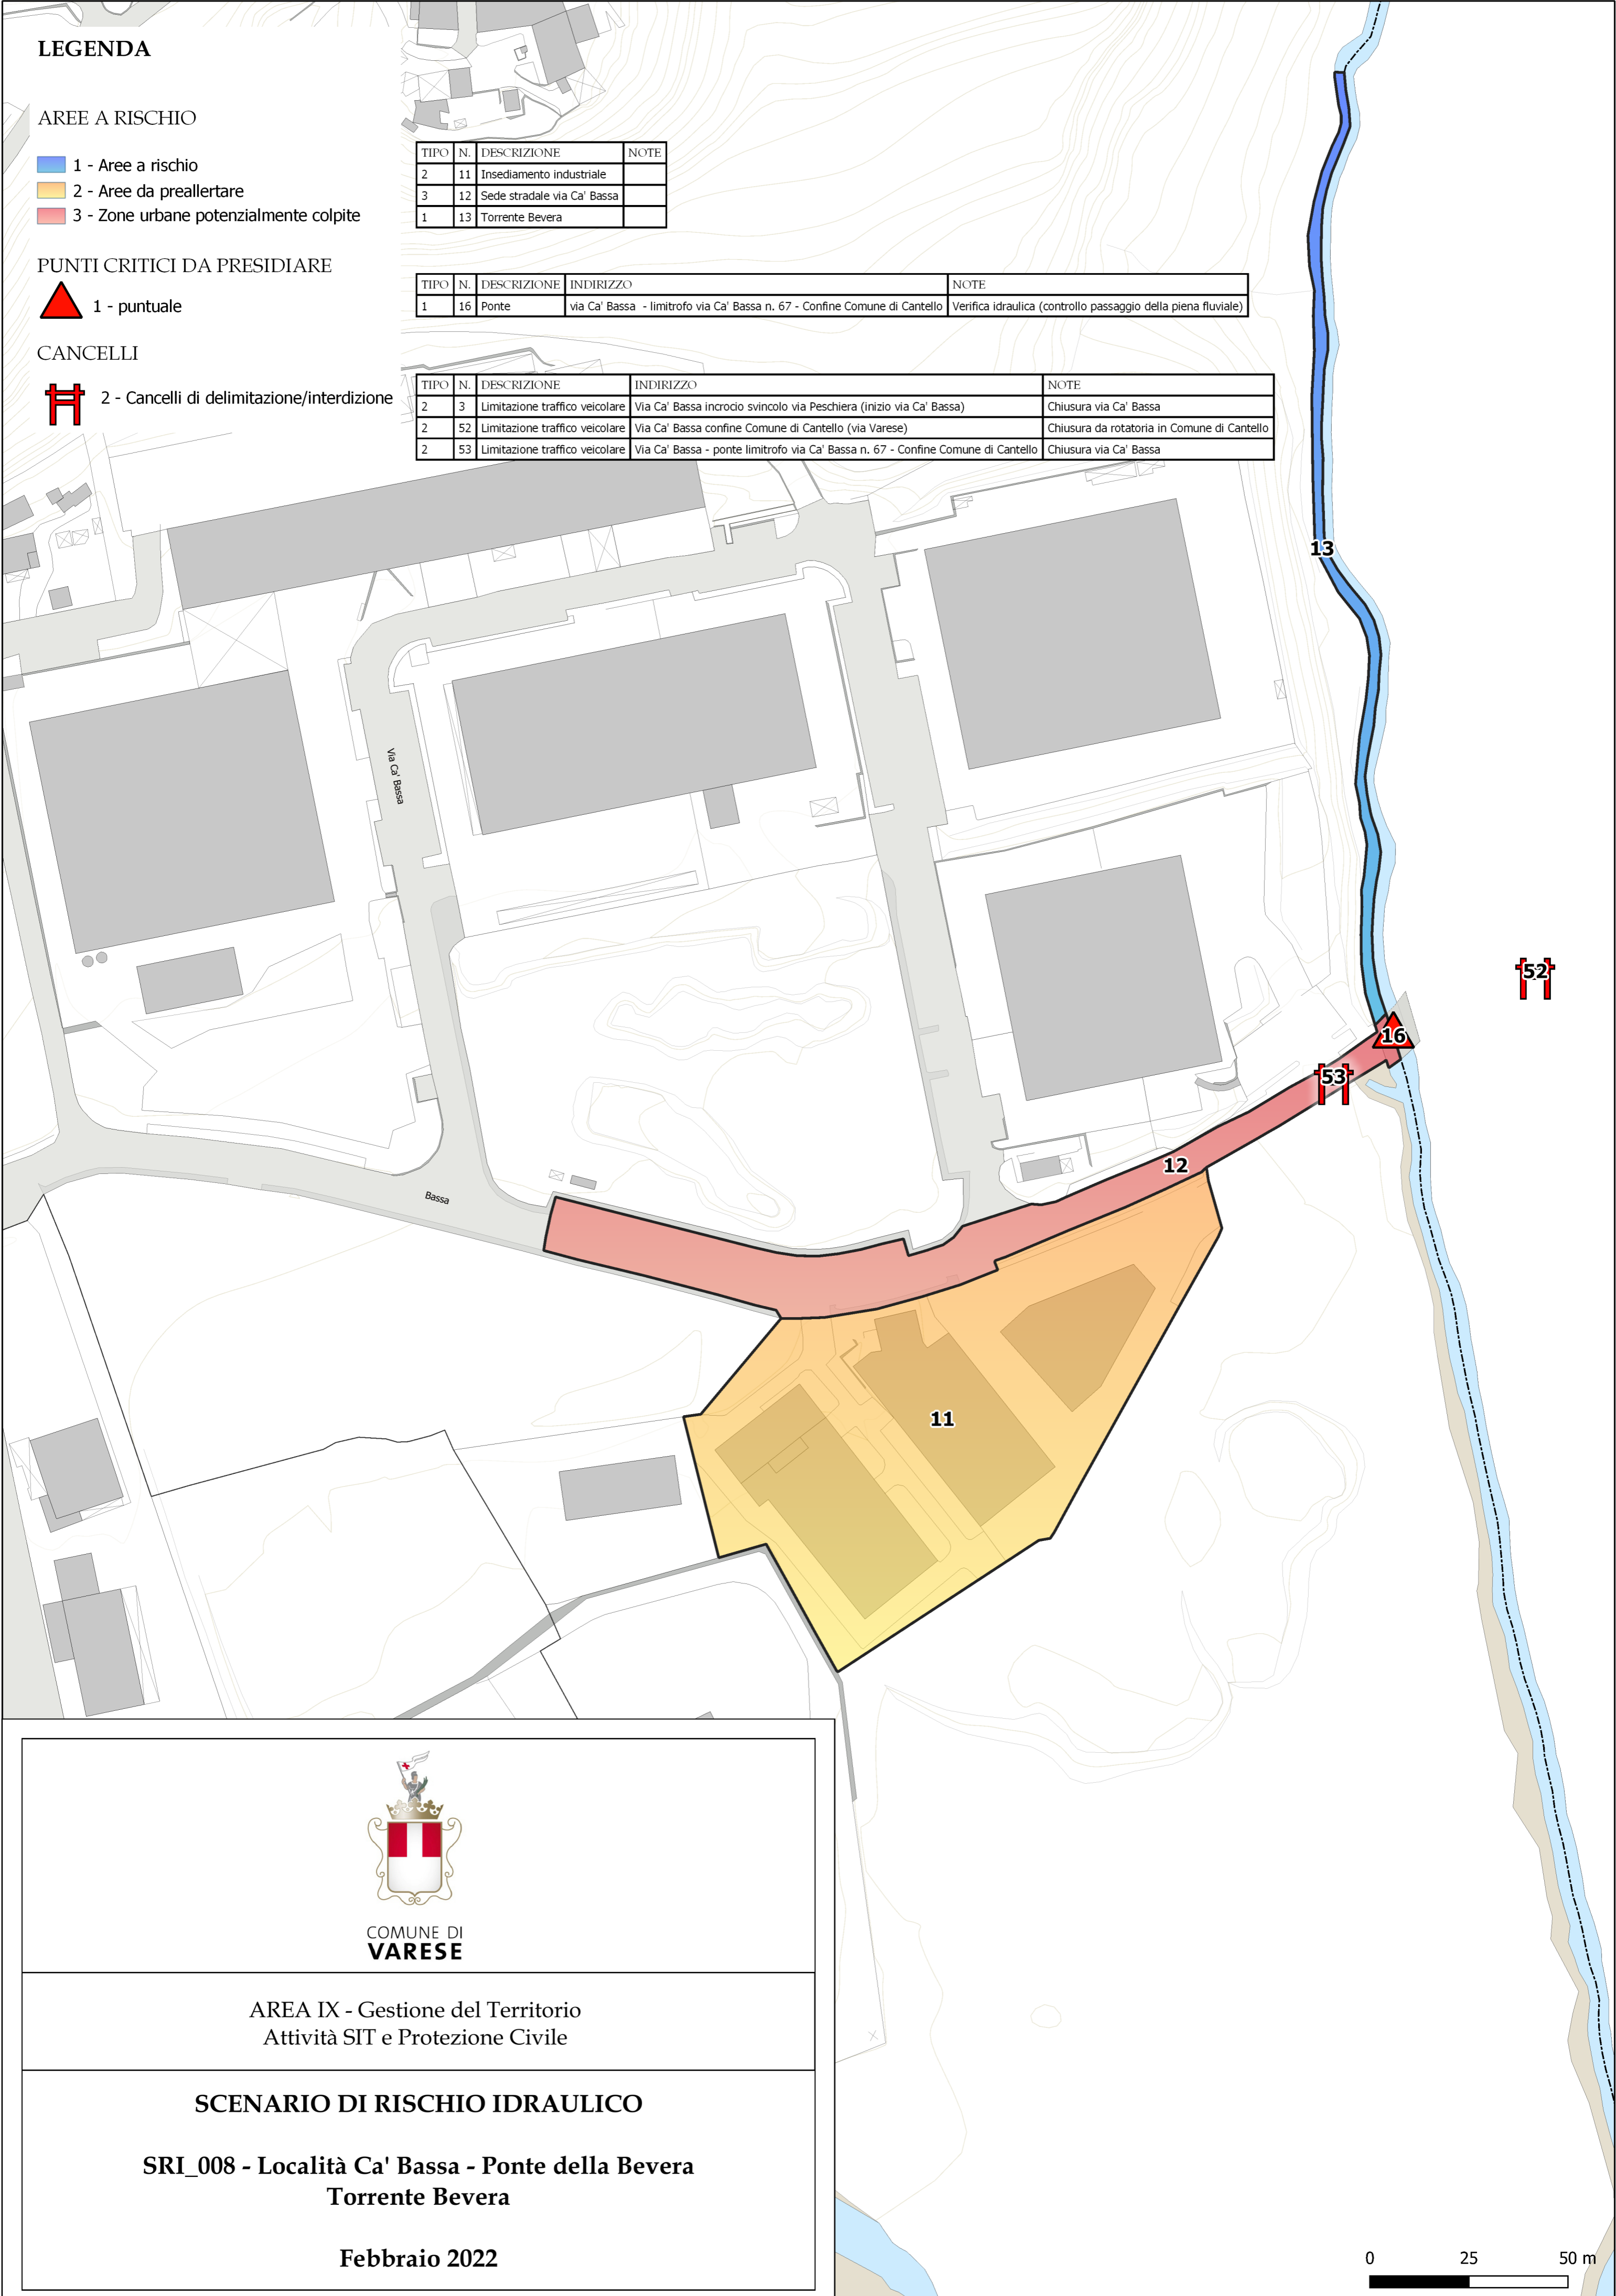 LEGENDA
AREE A RISCHIO
1 - Aree a rischio
2 - Aree da preallertare
3 - Zone urbane potenzialmente colpite
PUNTI CRITICI DA PRESIDIARE
1 - puntuale
CANCELLI
2 - Cancelli di delimitazione/interdizione
TIPO N. DESCRIZIONE NOTE
2 11 Insediamento industriale
3 12 Sede stradale via Ca' Bassa
1 13 Torrente Bevera
TIPO N. DESCRIZIONE INDIRIZZO NOTE
1 16 Ponte via Ca' Bassa - limitrofo via Ca' Bassa n. 67 - Confine Comune di Cantello Verifica idraulica (controllo passaggio della piena fluviale)
TIPO N. DESCRIZIONE INDIRIZZO NOTE
2 3 Limitazione traffico veicolare Via Ca' Bassa incrocio svincolo via Peschiera (inizio via Ca' Bassa) Chiusura via Ca' Bassa
2 52 Limitazione traffico veicolare Via Ca' Bassa confine Comune di Cantello (via Varese) Chiusura da rotatoria in Comune di Cantello
2 53 Limitazione traffico veicolare Via Ca' Bassa - ponte limitrofo via Ca' Bassa n. 67 - Confine Comune di Cantello Chiusura via Ca' Bassa
13
Via Ca' Bassa
52
16
53
12
Bassa
11
COMUNE DI
VARESE
AREA IX - Gestione del Territorio
Attività SIT e Protezione Civile
SCENARIO DI RISCHIO IDRAULICO
SRI_008 - Località Ca' Bassa - Ponte della Bevera
Torrente Bevera
Febbraio 2022
0 25 50 m